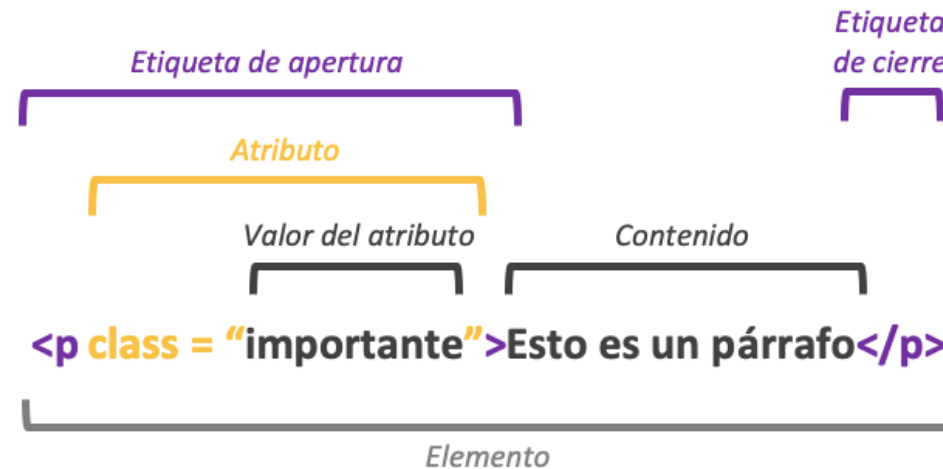 Etiqueta
de cierre
Etiqueta de apertura
Atributo
Valor del atributo
Contenido
<p class = “importante”>Esto es un párrafo</p>
Elemento